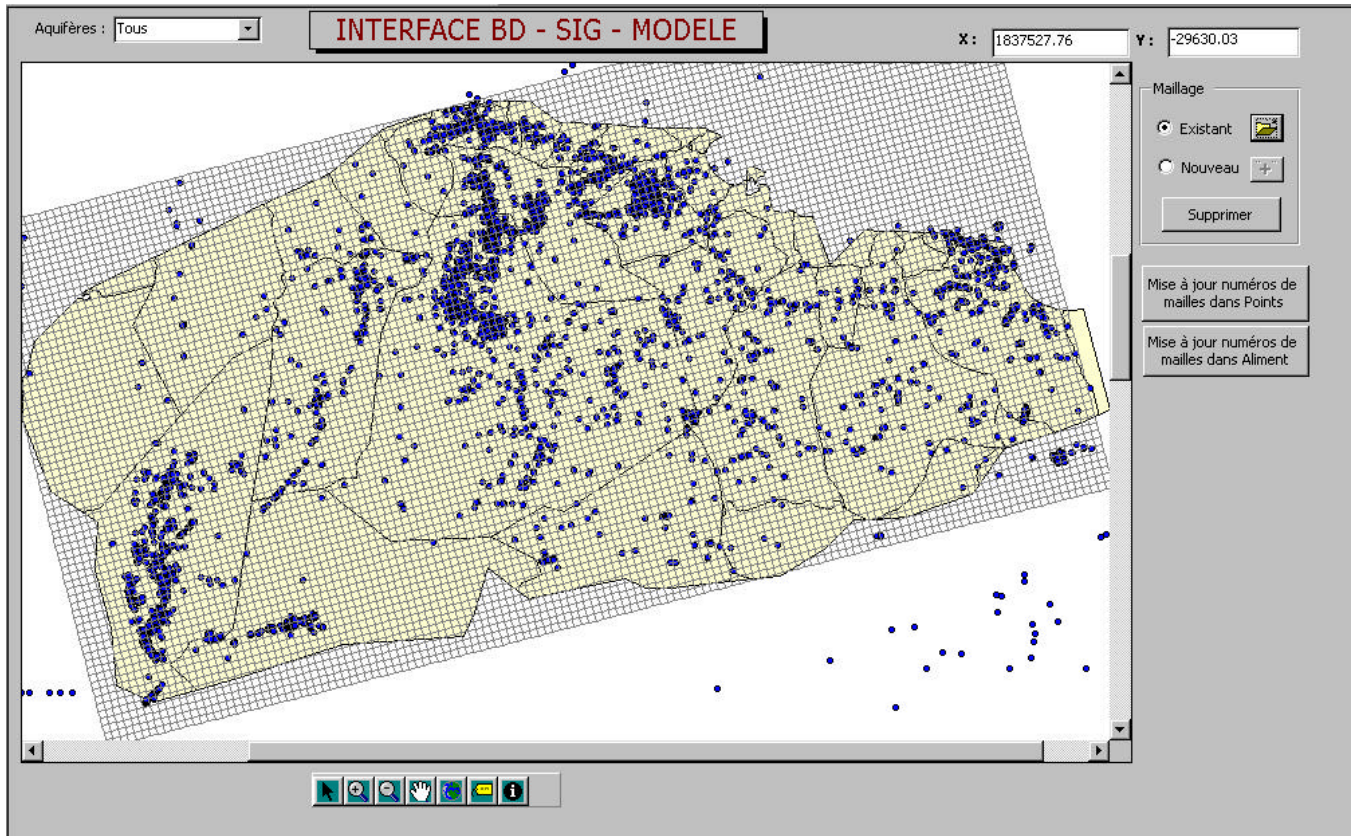 Aquifères :
Tous
INTERFACE BD - SIG - MODELE
X :
1837527.76
Y :
-29630.03
Maillage
Existant
Nouveau
Supprimer
Mise à jour numéros de
mailles dans Points
Mise à jour numéros de
mailles dans Aliment